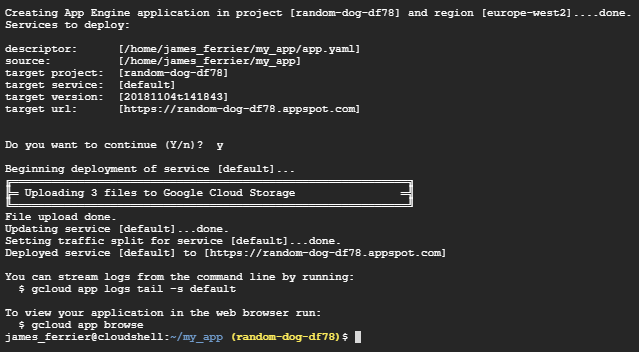 Creating App Engine application in project [random-dog-df78] and region [europe-west2]....done.
Services to deploy:
descriptor:      [/home/james_ferrier/my_app/app.yaml]
source:          [/home/james_ferrier/my_app]
target project:  [random-dog-df78]
target service:  [default]
target version:  [20181104t141843]
target url:      [https://random-dog-df78.appspot.com]
Do you want to continue (Y/n)?  y
Beginning deployment of service [default]...
Uploading 3 files to Google Cloud Storage
File upload done.
Updating service [default]...done.
Setting traffic split for service [default]...done.
Deployed service [default] to [https://random-dog-df78.appspot.com]
You can stream logs from the command line by running:
  $ gcloud app logs tail -s default
To view your application in the web browser run:
  $ gcloud app browse
james_ferrier@cloudshell:~/my_app (random-dog-df78)$